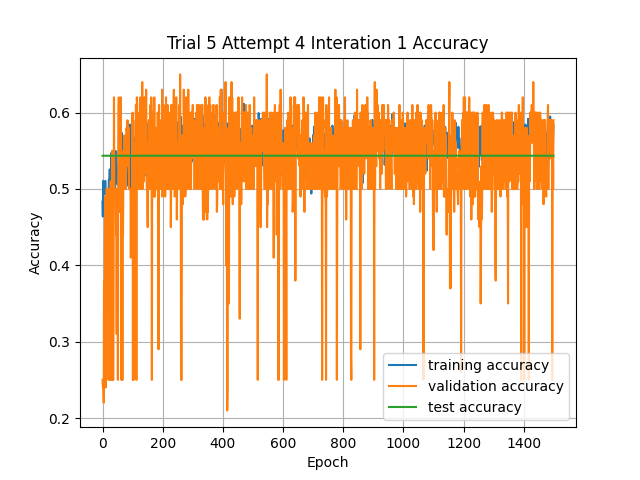 Trial 5 Attempt 4 Interation 1 Accuracy
Accuracy
0.6
0.5
0.4
0.3
0.2
training accuracy
validation accuracy
test accuracy
0 200 400 600 800 1000 1200 1400
Epoch